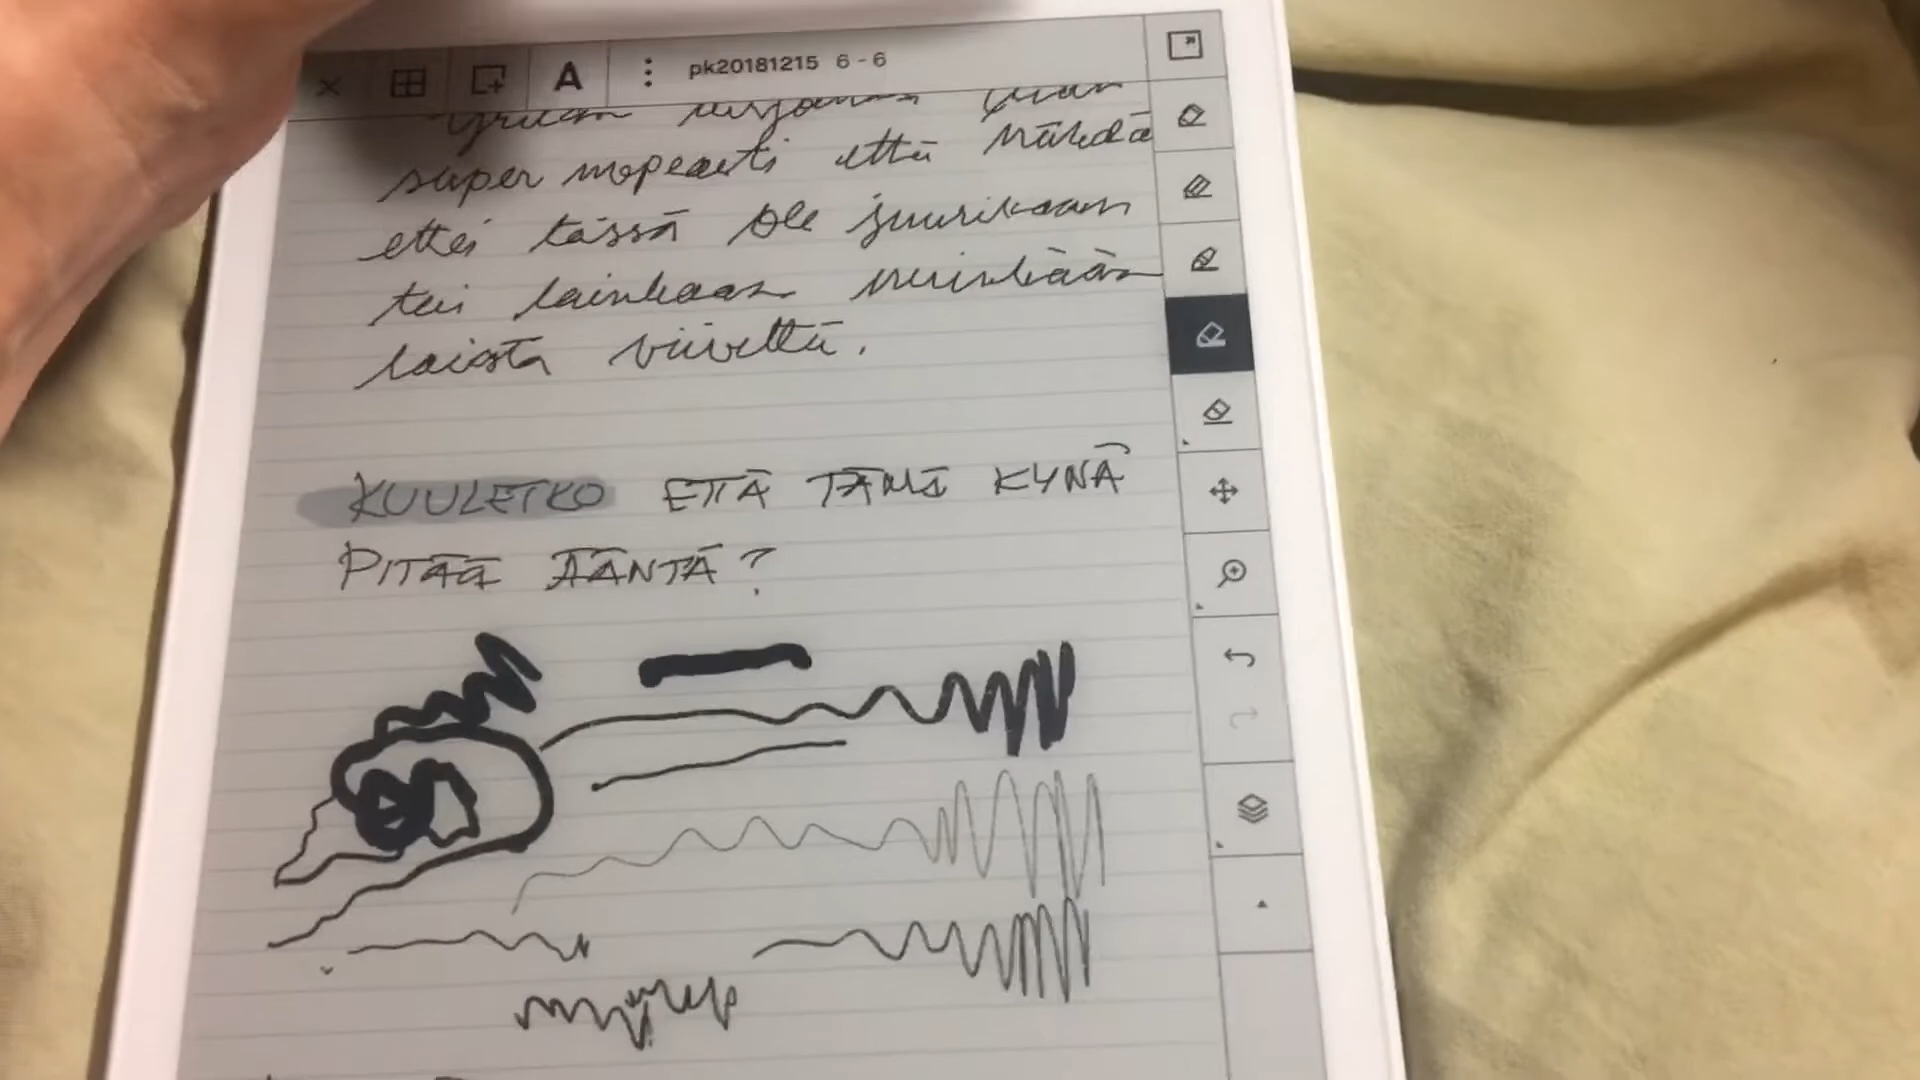 A pk20181215 6-6
super nopeasti että nähdä
ettei tässä ole juurikaan
tai lainkaan minkään
laista viivettä.
KUULETKO ETTÄ TÄMÄ KYNÄ
PITÄÄ ÄÄNTÄ?